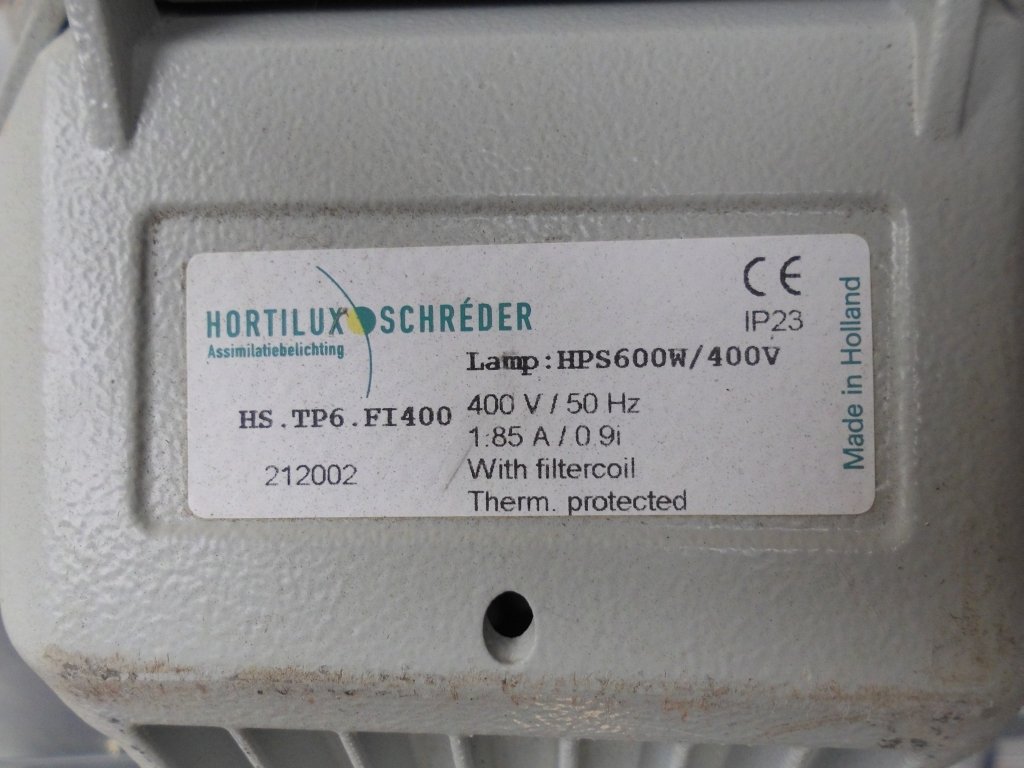 HORTILUX SCHRÉDER
Assimilatiebelichting
HS.TP6.FI400
212002
CE
IP23
Lamp:HPS600W/400V
400 V / 50 Hz
1:85 A / 0.9i
With filtercoil
Therm. protected
Made in Holland